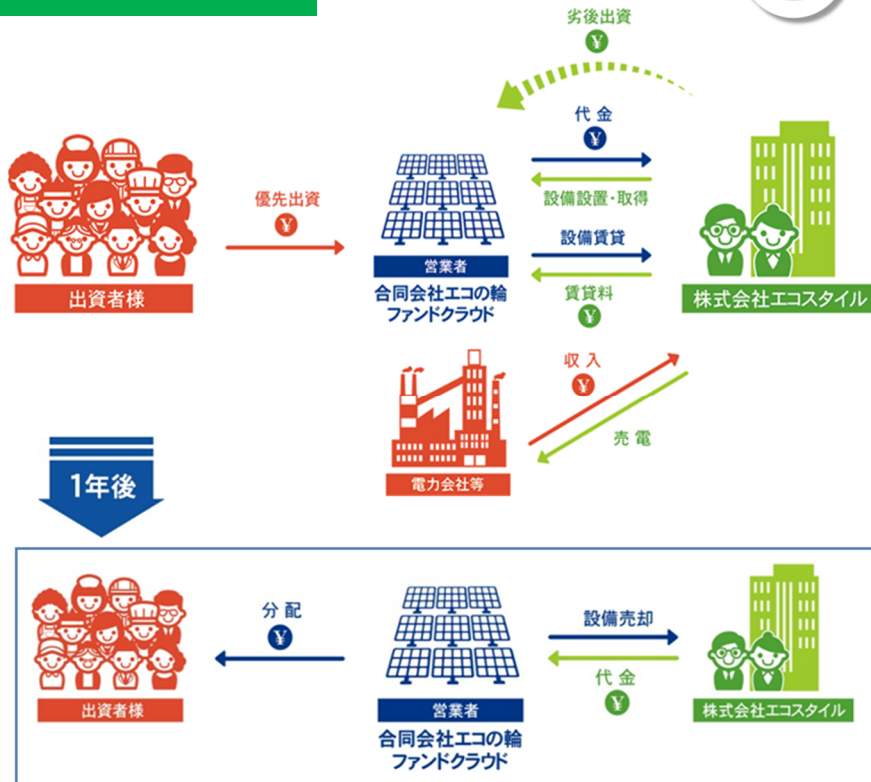 劣後出資
¥
代金
¥
優先出資
¥
設備設置・取得
設備賃貸
営業者
出資者様
合同会社エコの輪
ファンドクラウド
賃貸料
¥
株式会社エコスタイル
収入
¥
売電
電力会社等
1年後
分配
¥
設備売却
代金
¥
出資者様
営業者
株式会社エコスタイル
合同会社エコの輪
ファンドクラウド